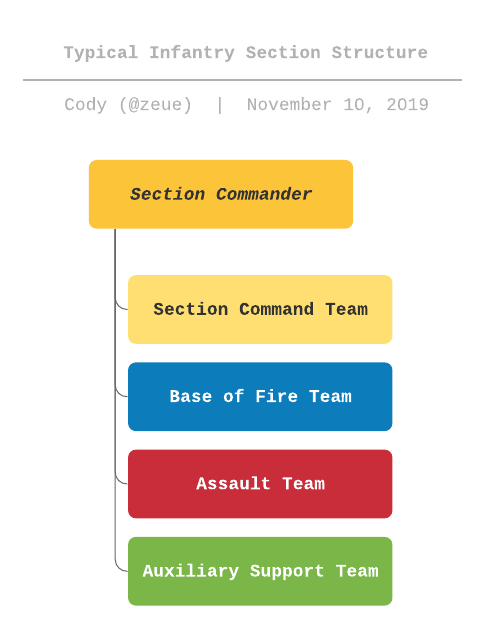 Typical Infantry Section Structure
Cody (@zeue) | November 10, 2019
Section Commander
Section Command Team
Base of Fire Team
Assault Team
Auxiliary Support Team